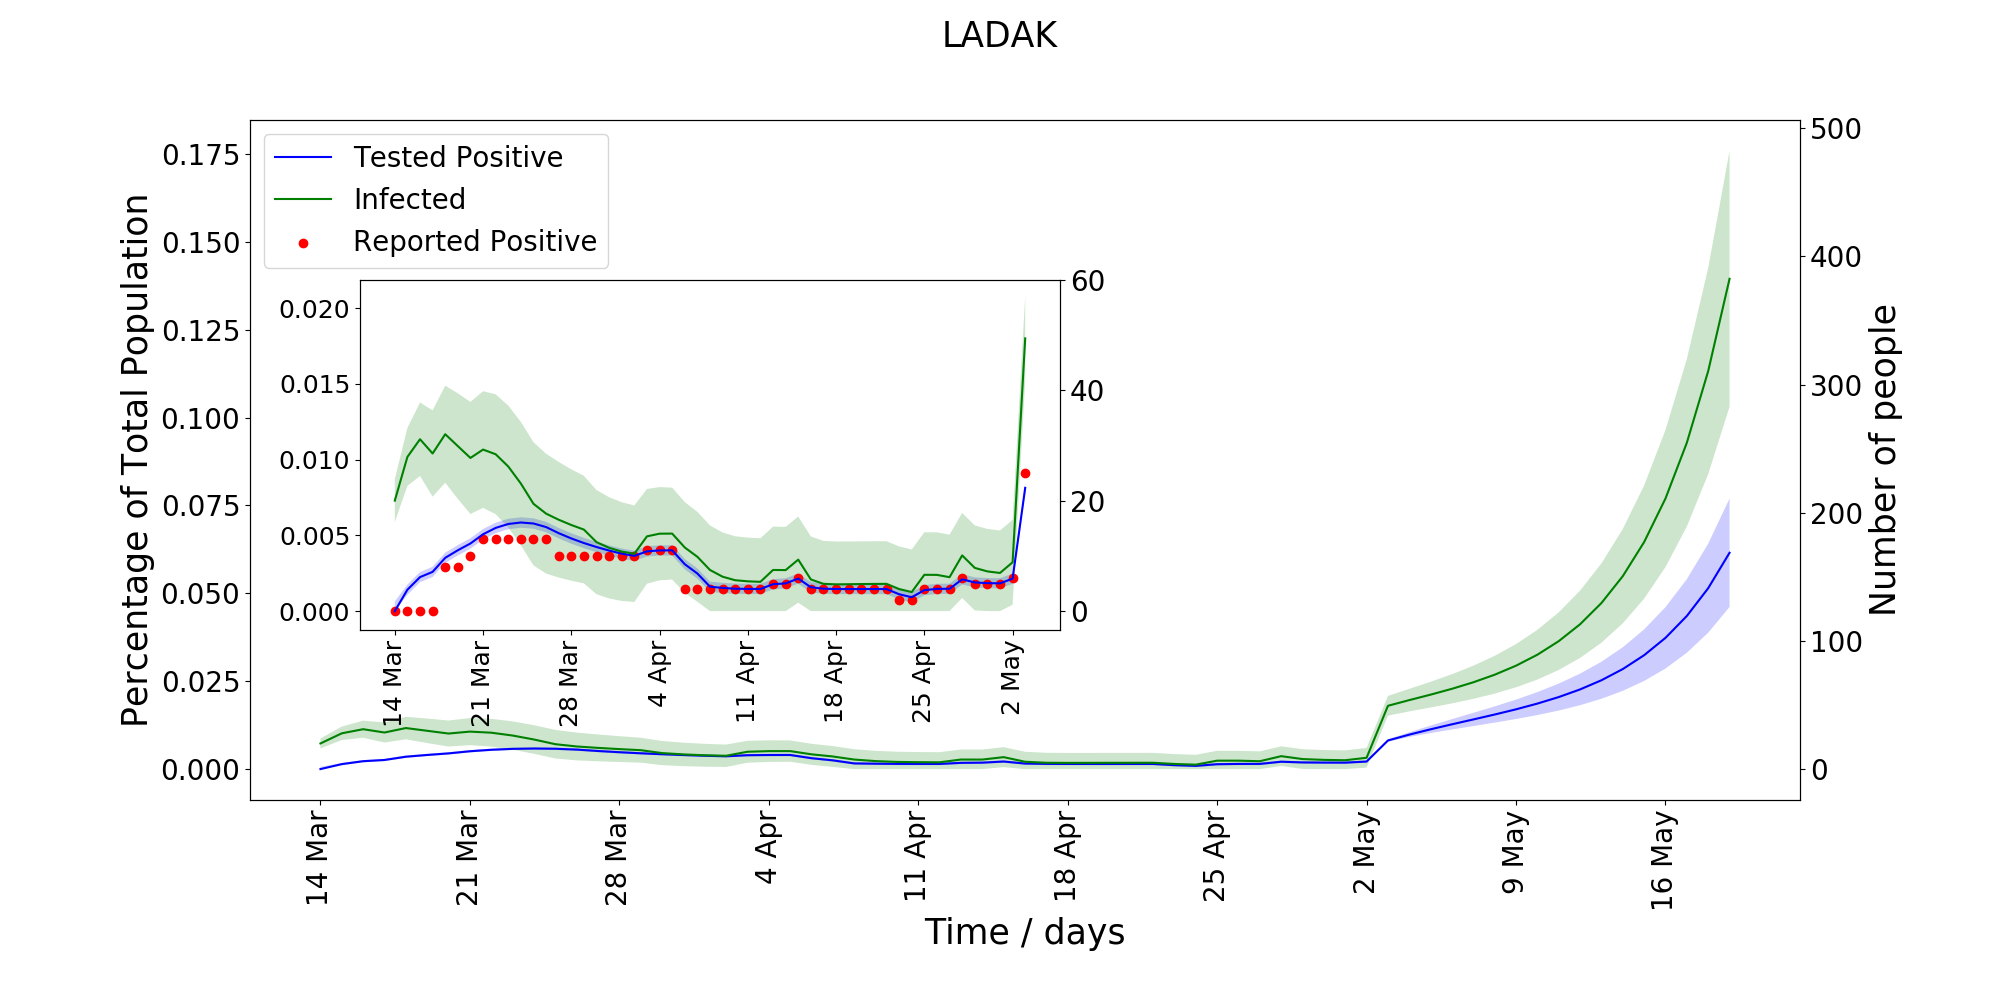 LADAK
Tested Positive
Infected
Reported Positive
Percentage of Total Population
0.175
0.150
0.125
0.100
0.075
0.050
0.025
0.000
500
400
300
200
100
0
Number of people
0.020
0.015
0.010
0.005
0.000
60
40
20
0
14 Mar
21 Mar
28 Mar
4 Apr
11 Apr
18 Apr
25 Apr
2 May
14 Mar
21 Mar
28 Mar
4 Apr
11 Apr
18 Apr
25 Apr
2 May
9 May
16 May
Time / days